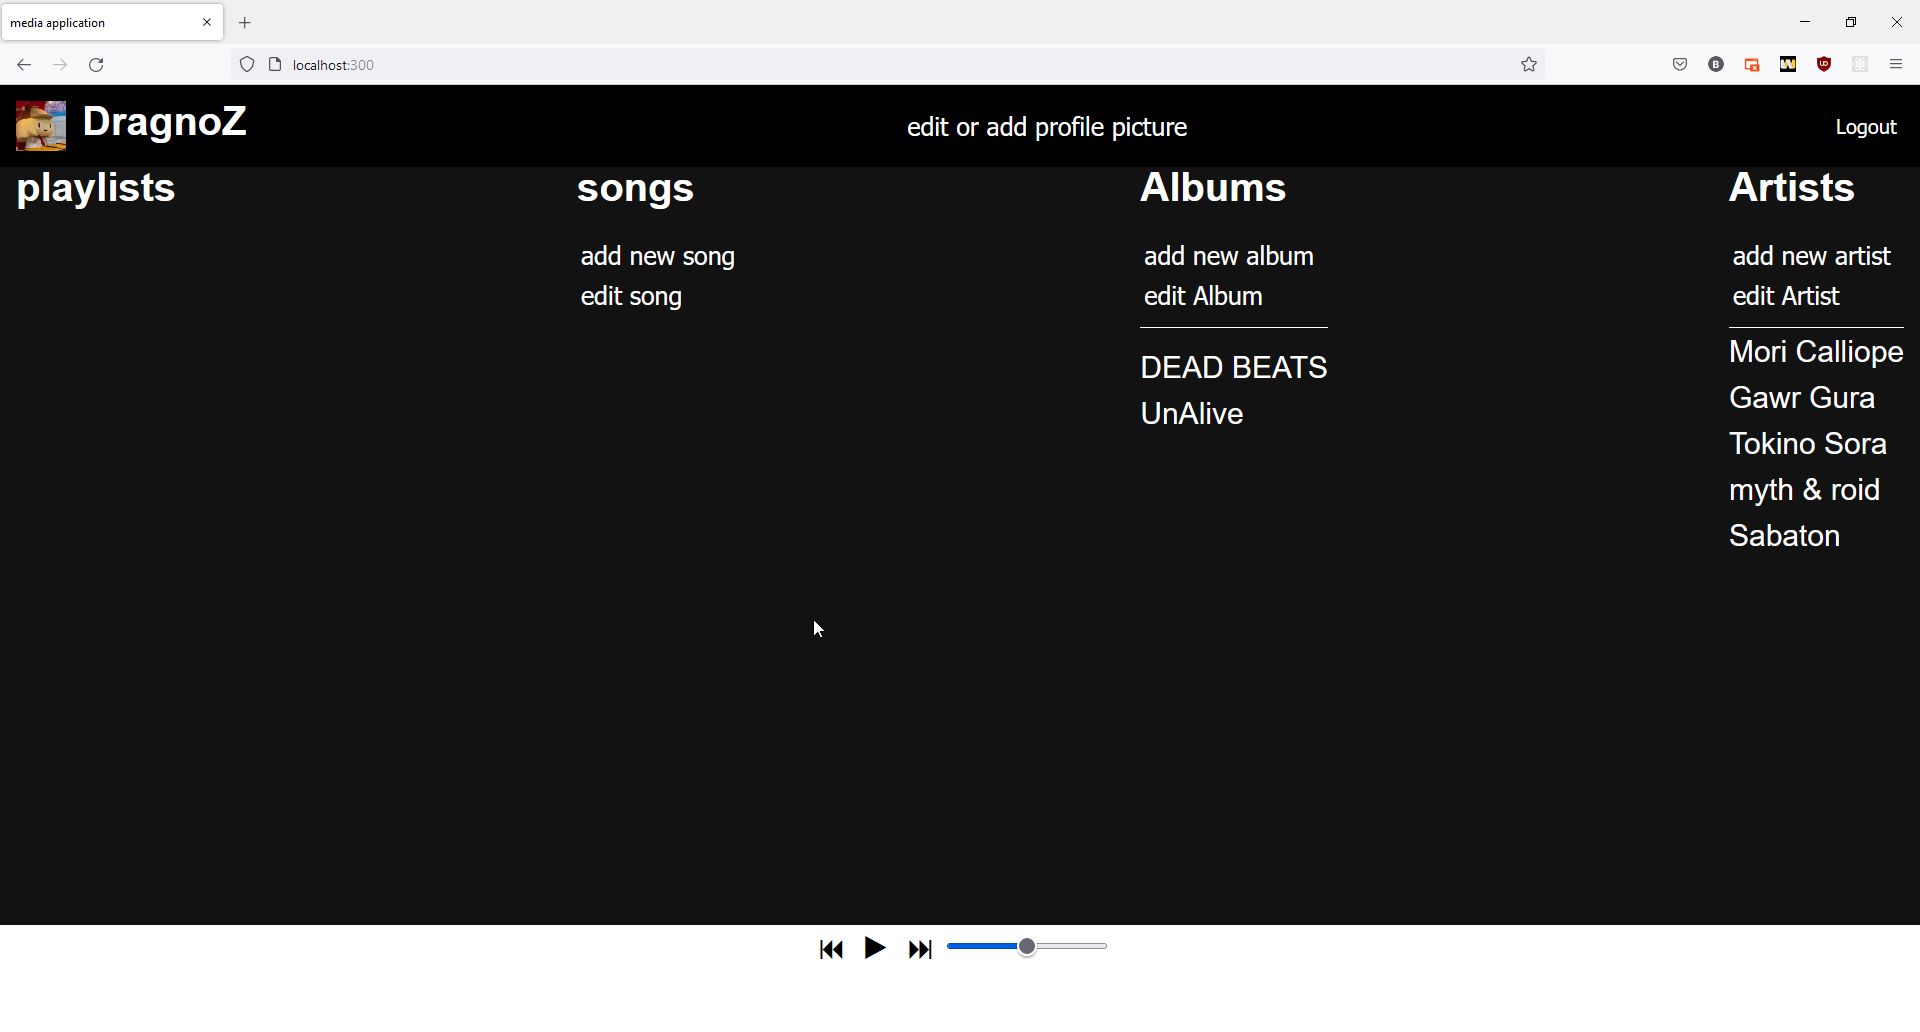 media application
localhost:300
DragnoZ
edit or add profile picture
Logout
playlists
songs
add new song
edit song
Albums
add new album
edit Album
DEAD BEATS
UnAlive
Artists
add new artist
edit Artist
Mori Calliope
Gawr Gura
Tokino Sora
myth & roid
Sabaton